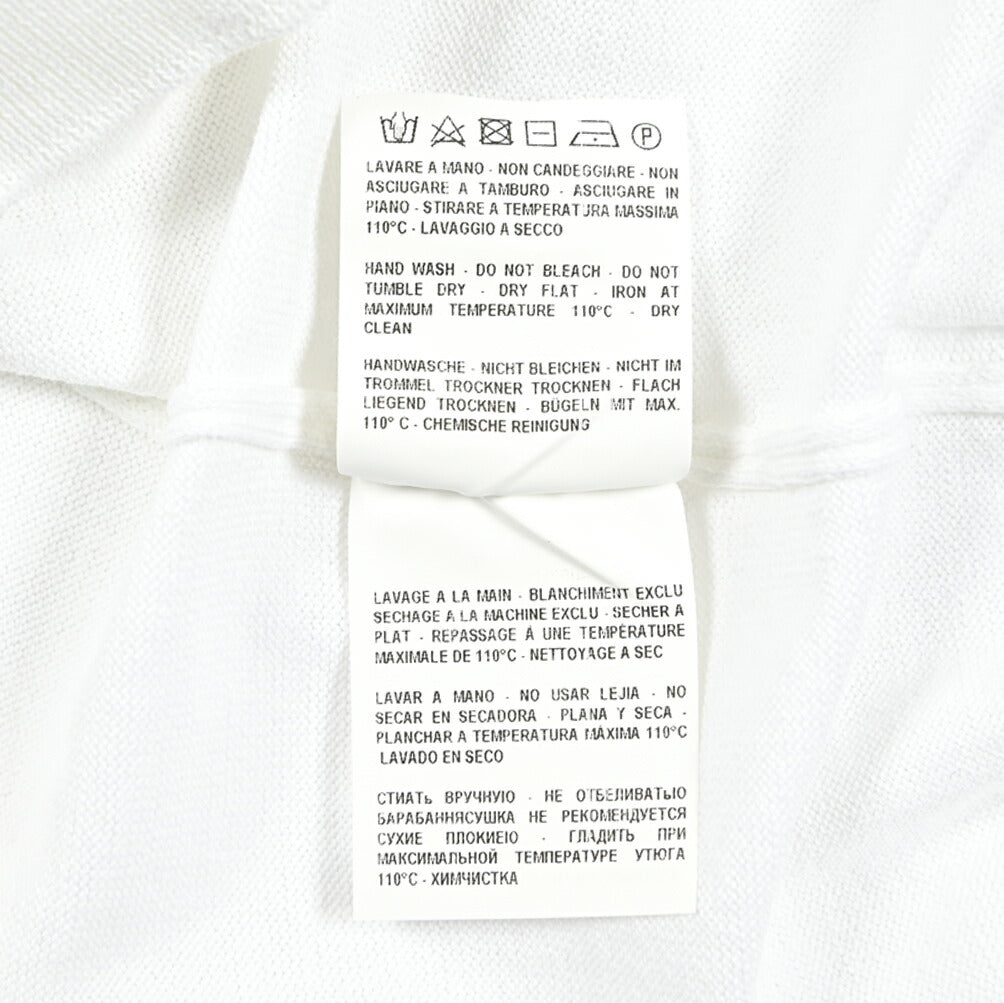 P
LAVARE A MANO - NON CANDEGGIARE - NON
ASCIUGARE A TAMBURO - ASCIUGARE IN
PIANO - STIRARE A TEMPERATURA MASSIMA
110°C - LAVAGGIO A SECCO
HAND WASH - DO NOT BLEACH - DO NOT
TUMBLE DRY - DRY FLAT - IRON AT
MAXIMUM TEMPERATURE 110°C - DRY
CLEAN
HANDWASCHE - NICHT BLEICHEN - NICHT IM
TROMMEL TROCKNER TROCKNEN - FLACH
LIEGEND TROCKNEN - BÜGELN MIT MAX.
110° C - CHEMISCHE REINIGUNG
LAVAGE A LA MAIN - BLANCHIMENT EXCLU
SECHAGE A LA MACHINE EXCLU - SECHER A
PLAT - REPASSAGE À UNE TEMPÉRATURE
MAXIMALE DE 110°C - NETTOYAGE A SEC
LAVAR A MANO - NO USAR LEJIA - NO
SECAR EN SECADORA - PLANA Y SECA -
PLANCHAR A TEMPERATURA MÁXIMA 110°C
LAVADO EN SECO
СТИАТЬ ВРУЧНУЮ - НЕ ОТБЕЛИВАТЬЮ
БАРАБАННЯСУШКА НЕ РЕКОМЕНДУЕТСЯ
СУХИЕ ПЛОКИЕЮ - ГЛАДИТЬ ПРИ
МАКСИМАЛЬНОЙ ТЕМПЕРАТУРЕ УТЮГА
110°C - ХИМЧИСТКА